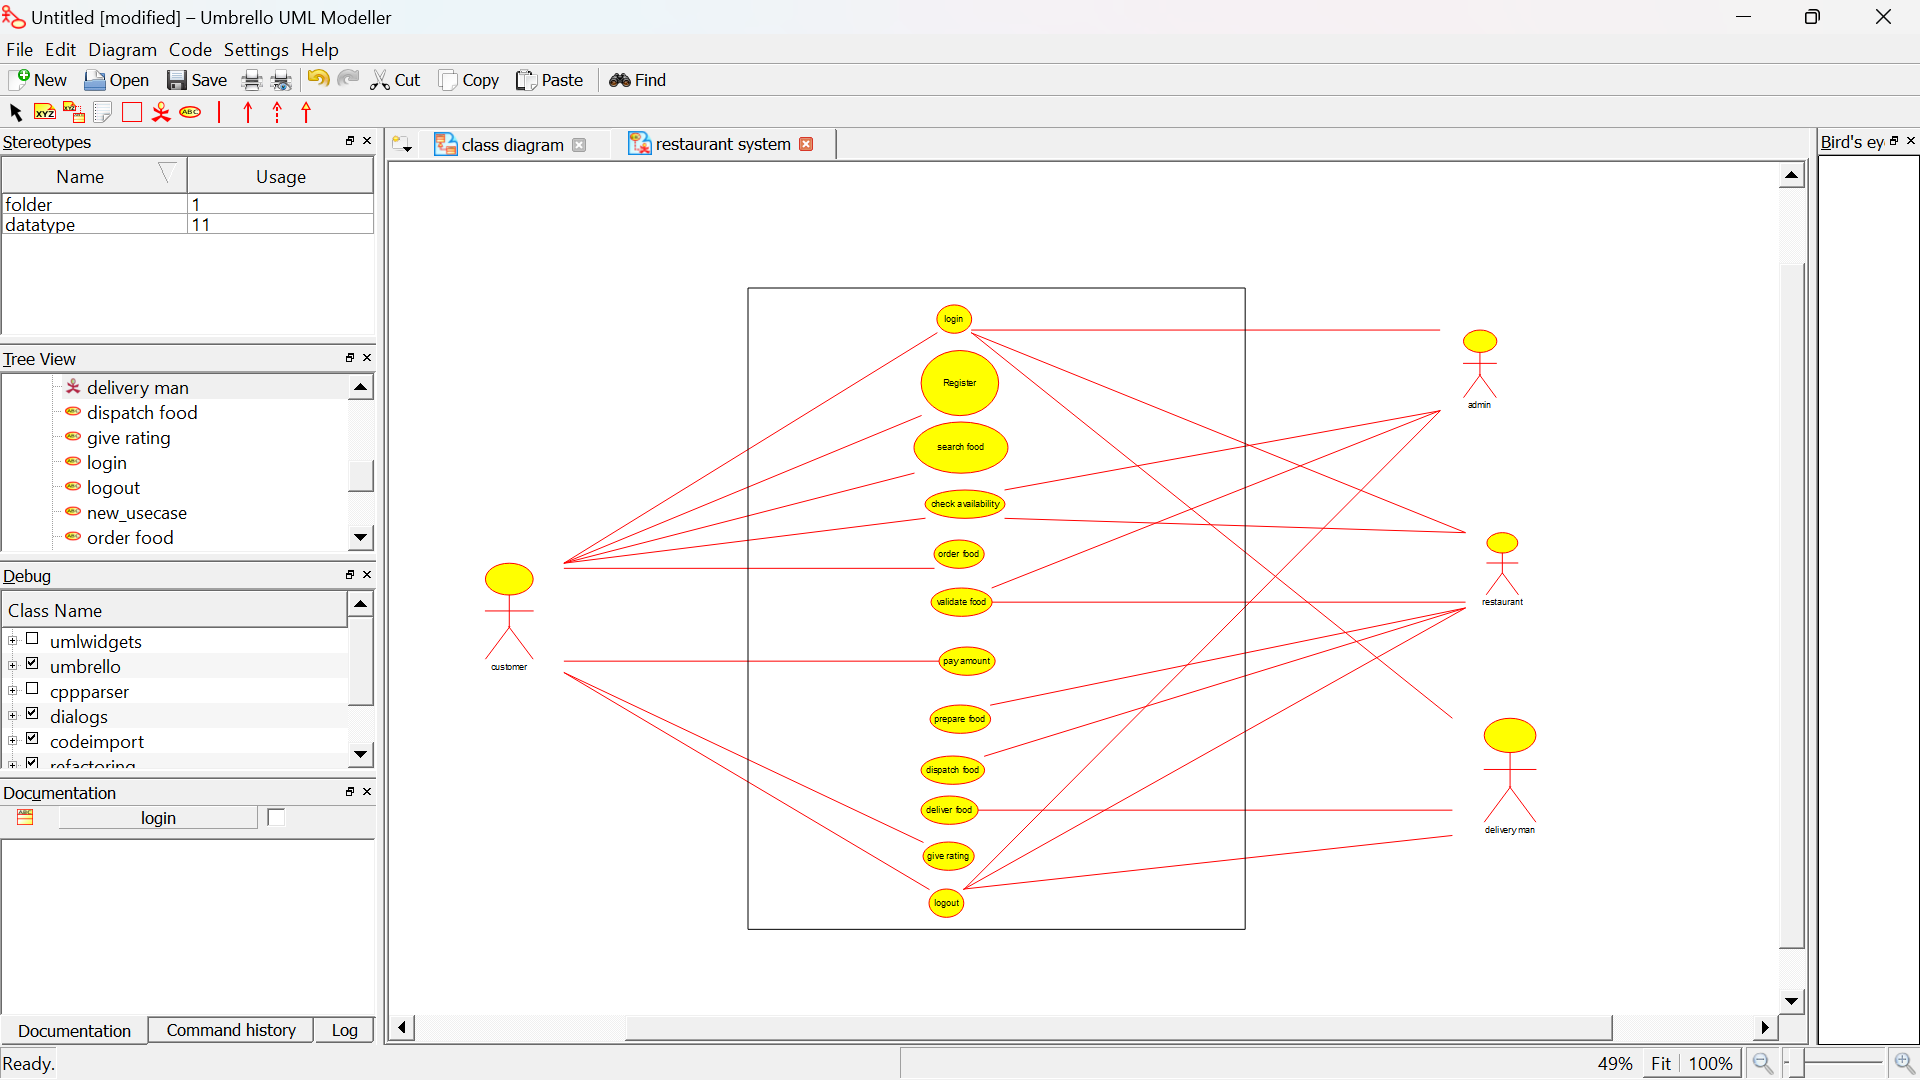 Untitled [modified] – Umbrello UML Modeller
File Edit Diagram Code Settings Help
New Open Save Cut Copy Paste Find
XYZ XYZ ABC
Stereotypes
Name Usage
folder 1
datatype 11
Tree View
delivery man
dispatch food
give rating
login
logout
new_usecase
order food
Debug
Class Name
umlwidgets
umbrello
cppparser
dialogs
codeimport
refactoring
Documentation
login
Documentation Command history Log
Ready.
class diagram
restaurant system
login
Register
search food
check availability
order food
validate food
pay amount
prepare food
dispatch food
deliver food
give rating
logout
customer
admin
restaurant
delivery man
Bird's ey
49% Fit 100%